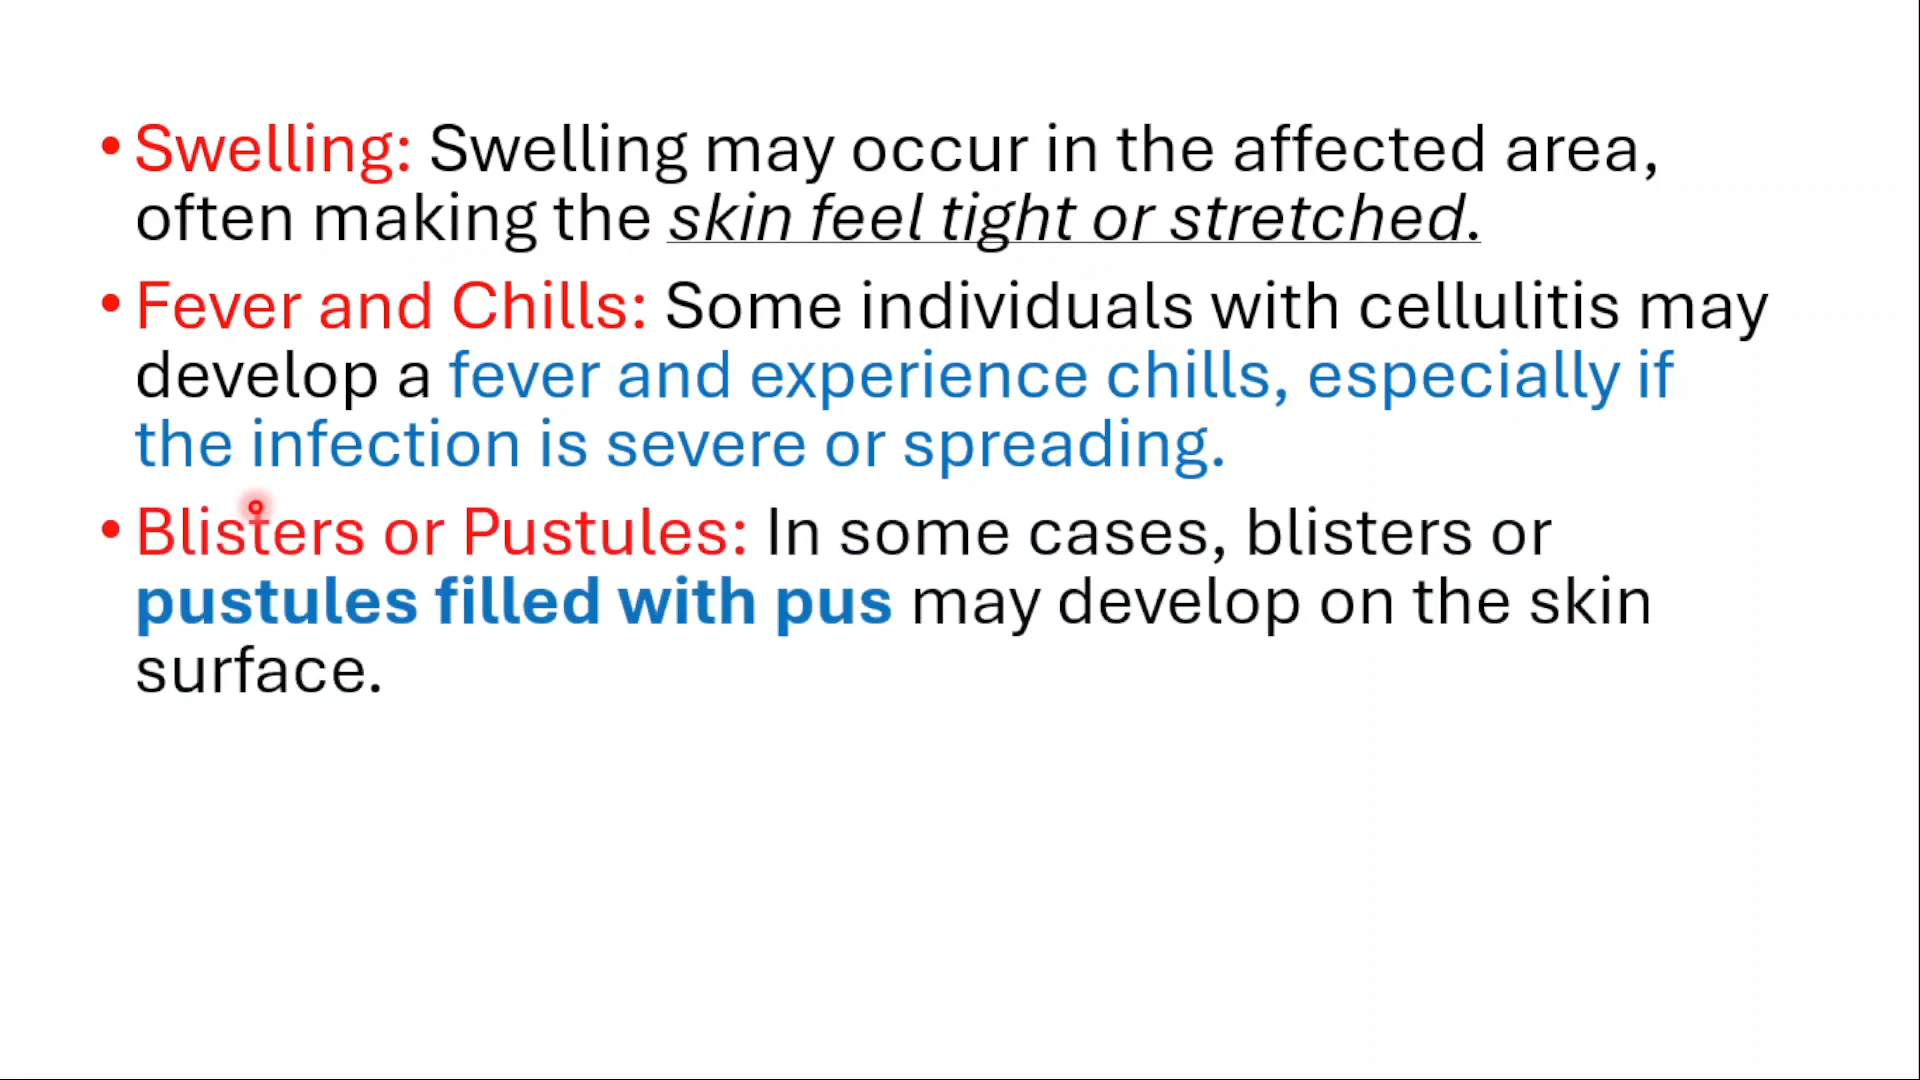 • Swelling: Swelling may occur in the affected area,
often making the skin feel tight or stretched.
• Fever and Chills: Some individuals with cellulitis may
develop a fever and experience chills, especially if
the infection is severe or spreading.
• Blisters or Pustules: In some cases, blisters or
pustules filled with pus may develop on the skin
surface.